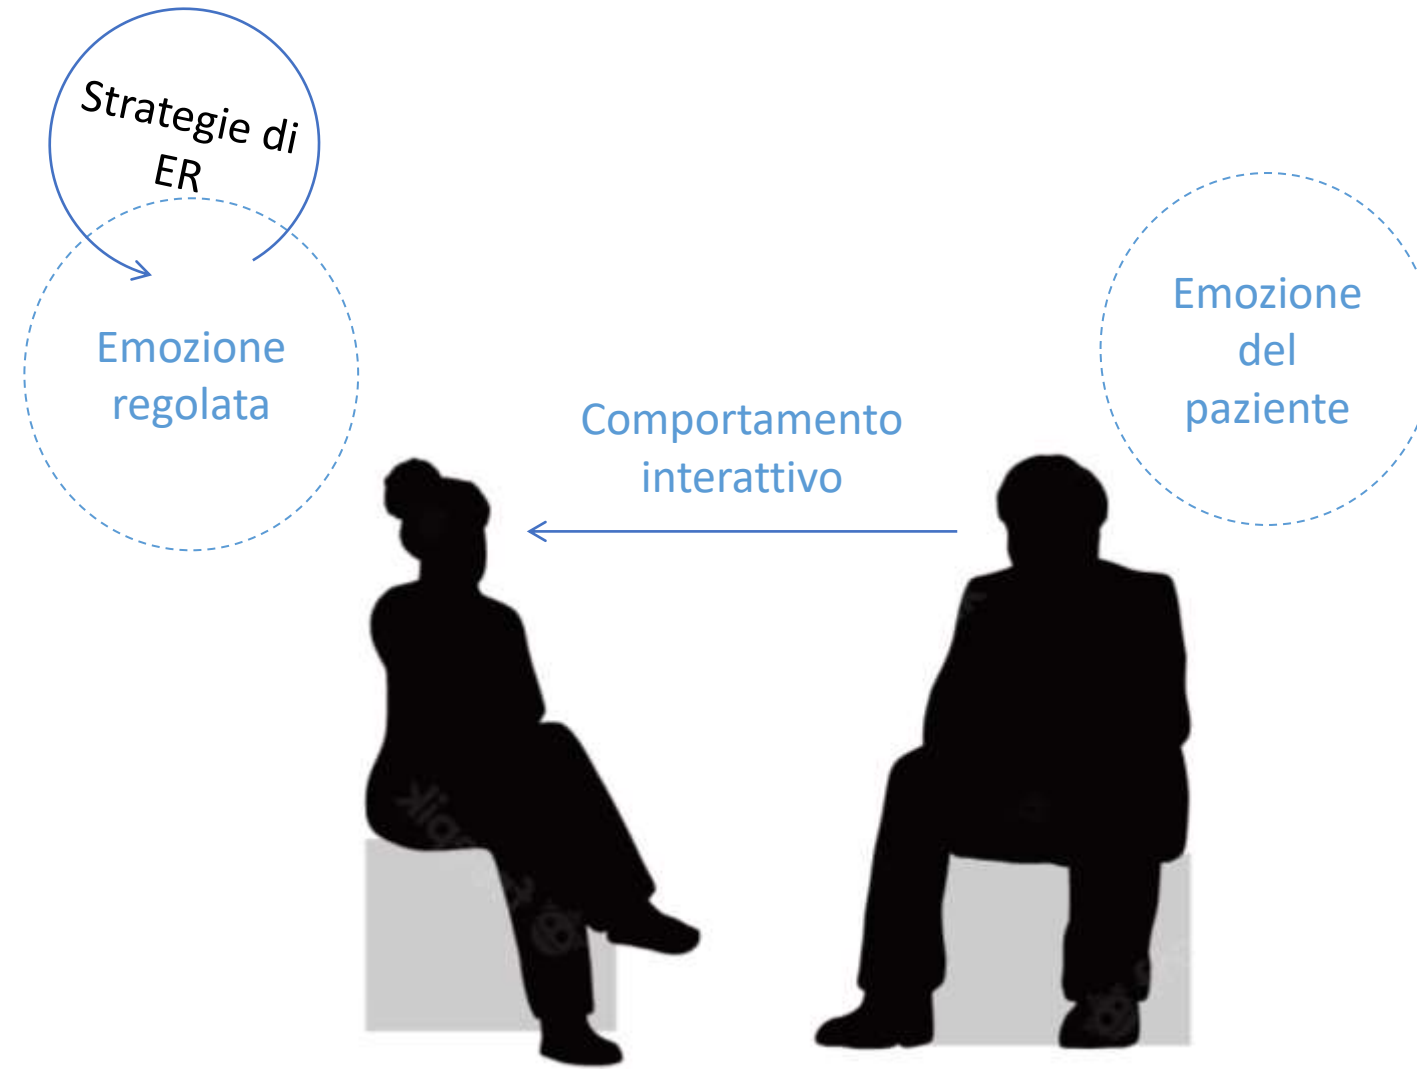 Strategie di
ER
Emozione
regolata
Comportamento
interattivo
Emozione
del
paziente